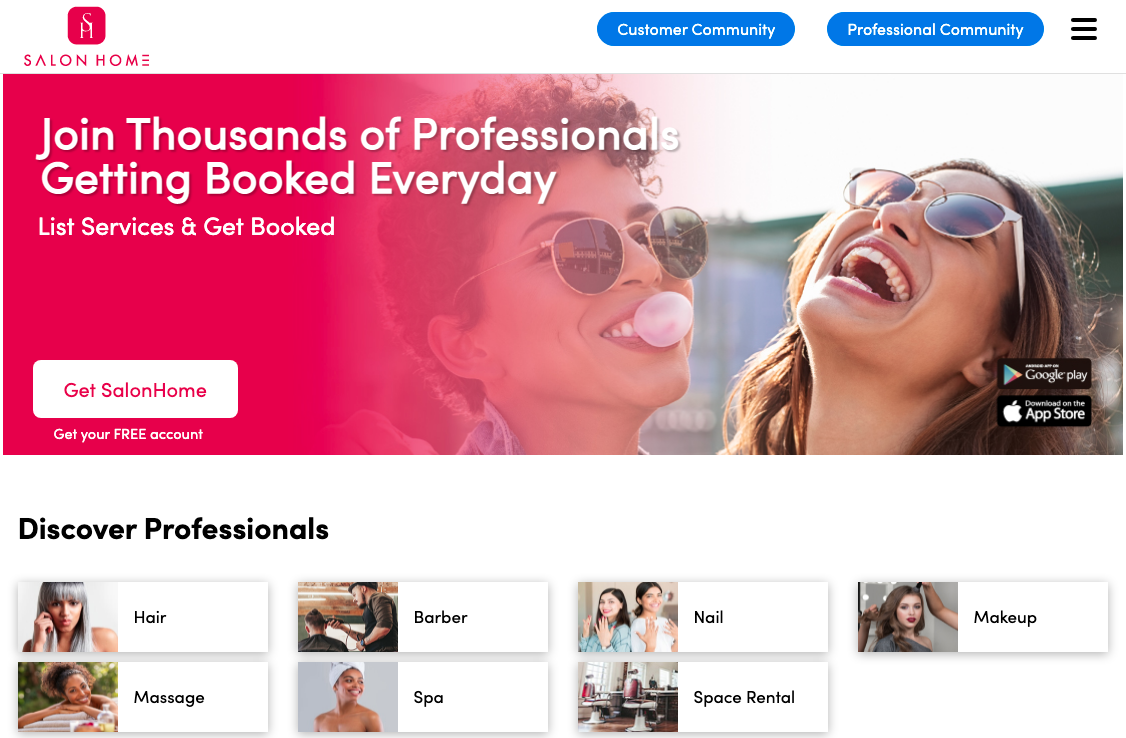 SH
SALON HOME
Customer Community
Professional Community
Join Thousands of Professionals
Getting Booked Everyday
List Services & Get Booked
Get SalonHome
Get your FREE account
ANDROID APP ON
Google play
Download on the
App Store
Discover Professionals
Hair
Barber
Nail
Makeup
Massage
Spa
Space Rental